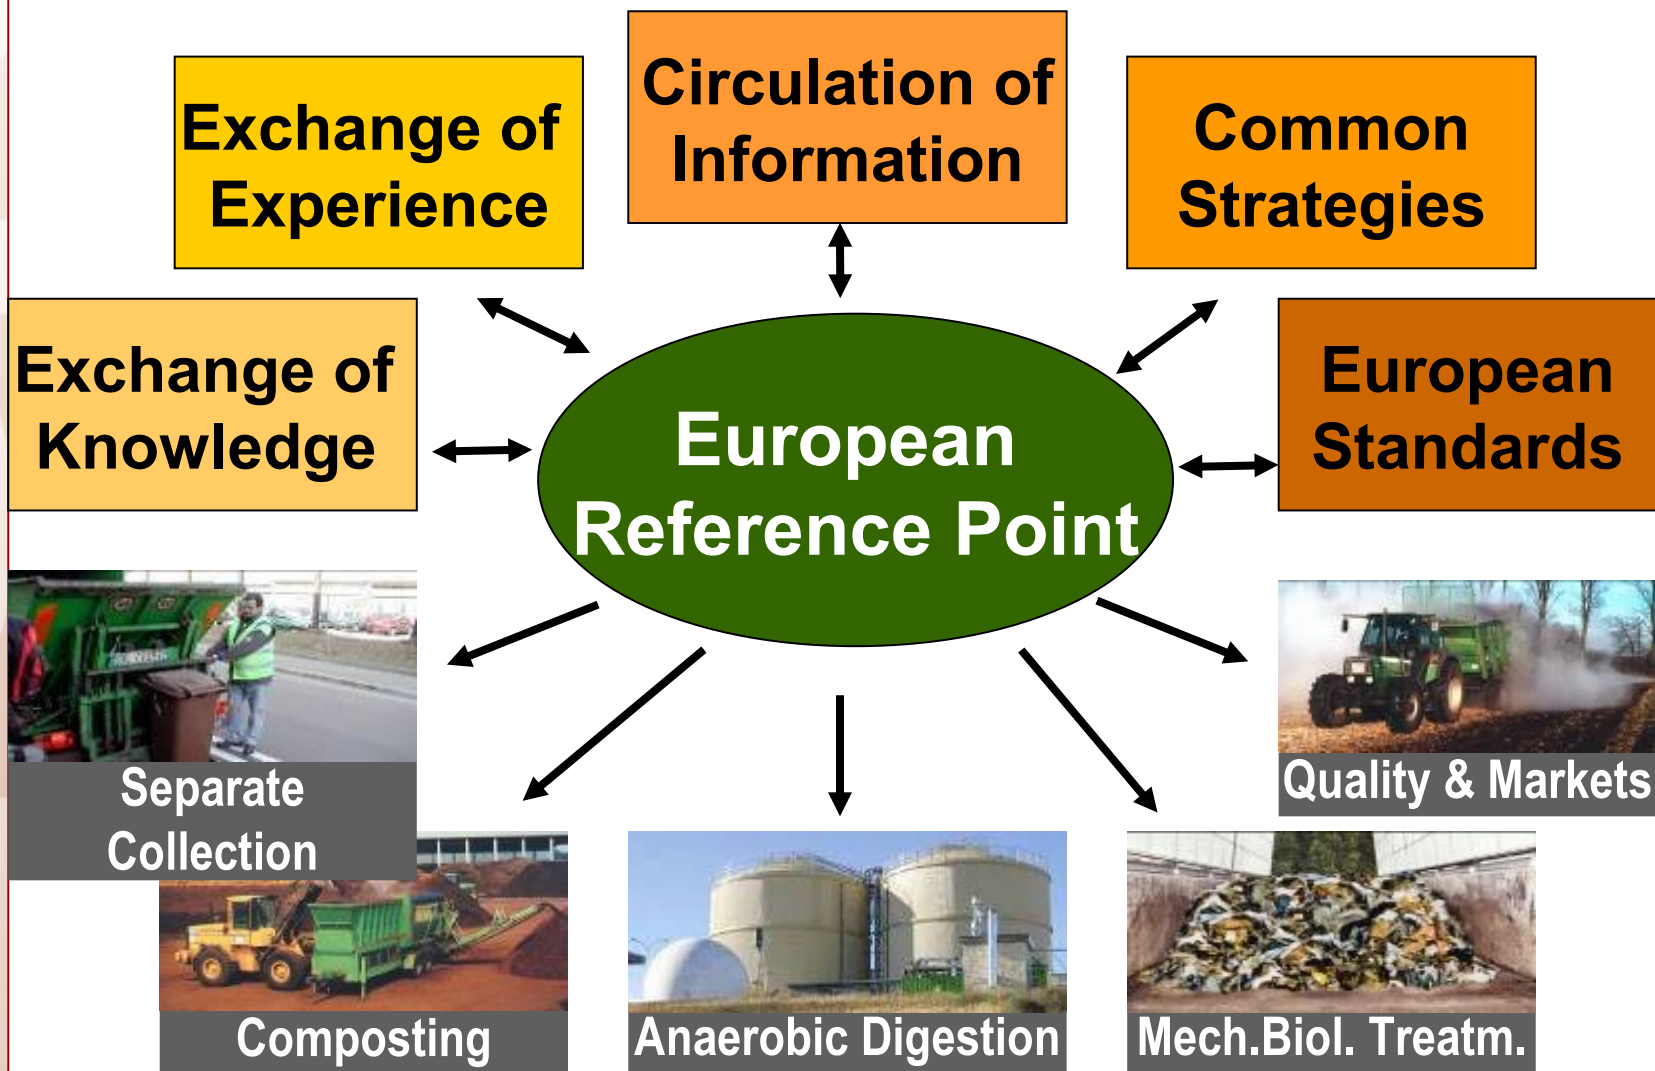 Circulation of
Information
Exchange of
Experience
Common
Strategies
Exchange of
Knowledge
European
Standards
European
Reference Point
Separate
Collection
Quality & Markets
Composting
Anaerobic Digestion
Mech.Biol. Treatm.